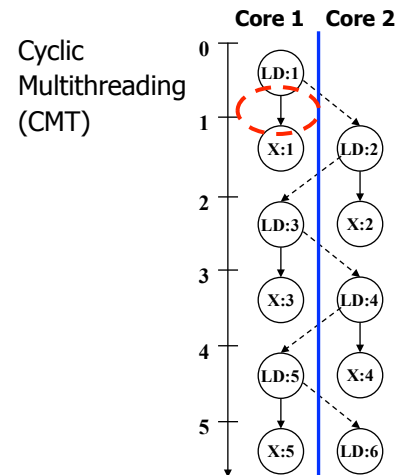 Core 1 Core 2
Cyclic
Multithreading
(CMT)
0
LD:1
1
X:1 LD:2
2
LD:3 X:2
3
X:3 LD:4
4
LD:5 X:4
5
X:5 LD:6